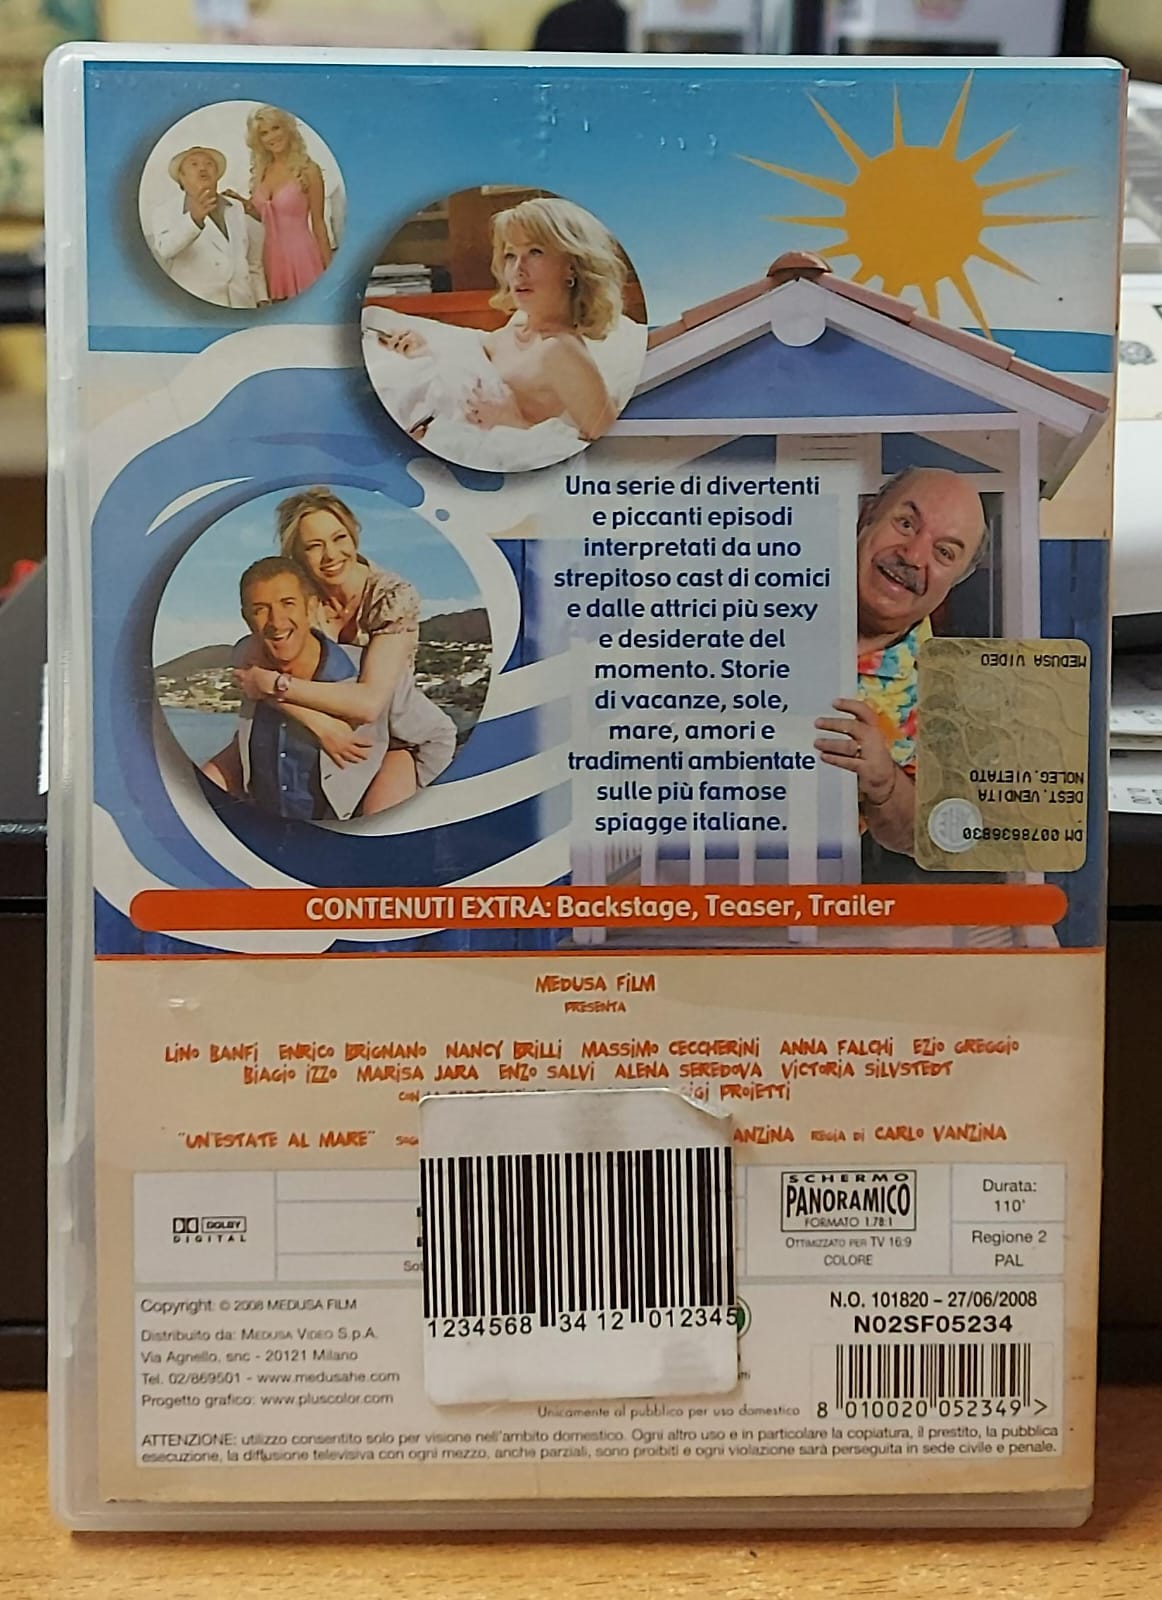 Una serie di divertenti
e piccanti episodi
interpretati da uno
strepitoso cast di comici
e dalle attrici più sexy
e desiderate del
momento. Storie
di vacanze, sole,
mare, amori e
tradimenti ambientate
sulle più famose
spiagge italiane.
MEDUSA VIDEO
NOLEG. VIETATO
DEST. VENDITA
DM 0078636830
CONTENUTI EXTRA: Backstage, Teaser, Trailer
MEDUSA FILM
PRESENTA
LINO BANFI ENRICO BRIGNANO NANCY BRILLI MASSIMO CECCHERINI ANNA FALCHI EZIO GREGGIO
BIAGIO IZZO MARISA JARA ENZO SALVI ALENA SEREDOVA VICTORIA SILVSTEDT
CON GIGI PROIETTI
"UN'ESTATE AL MARE" ANZINA REGIA DI CARLO VANZINA
DOLBY
DIGITAL
SCHERMO
PANORAMICO
FORMATO 1.78:1
OTTIMIZZATO PER TV 16:9
COLORE
Durata:
110'
Regione 2
PAL
1234568 34 12 012345
Copyright: © 2008 MEDUSA FILM
Distribuito da: MEDUSA VIDEO S.p.A.
Via Agnello, snc - 20121 Milano
Tel. 02/869501 - www.medusahe.com
Progetto grafico: www.pluscolor.com
N.O. 101820 - 27/06/2008
N02SF05234
Unicamente al pubblico per uso domestico
8 010020 052349 >
ATTENZIONE: utilizzo consentito solo per visione nell'ambito domestico. Ogni altro uso e in particolare la copiatura, il prestito, la pubblica
esecuzione, la diffusione televisiva con ogni mezzo, anche parziali, sono proibiti e ogni violazione sarà perseguita in sede civile e penale.